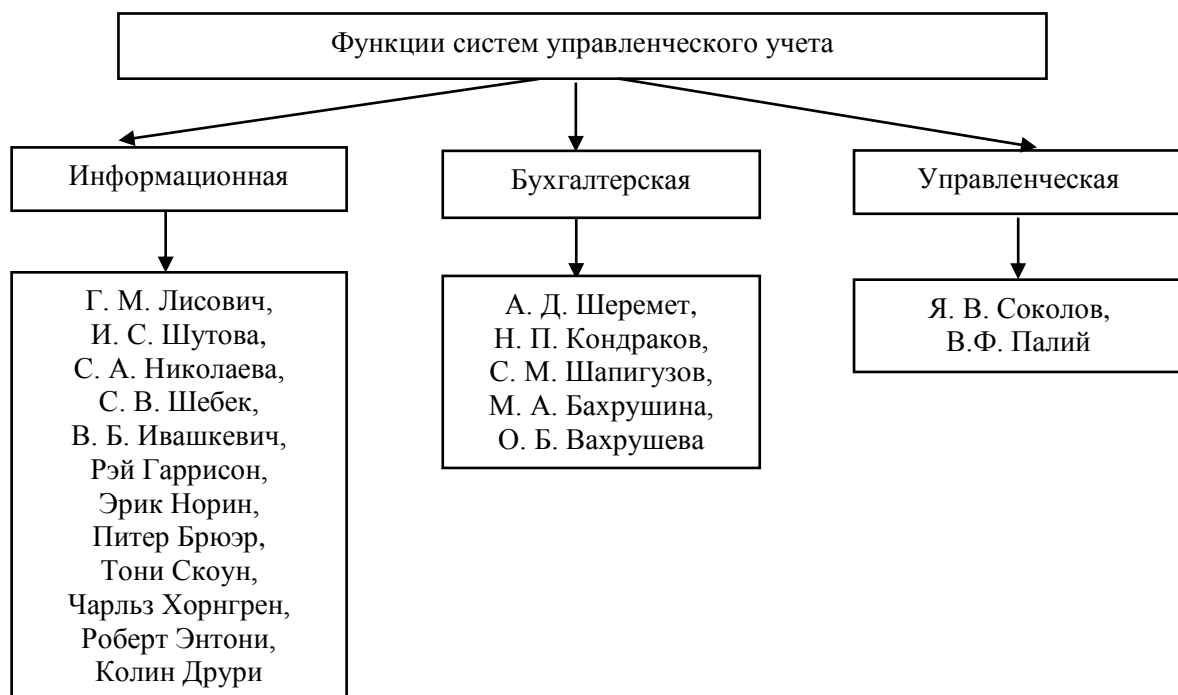 Функции систем управленческого учета
Информационная
Бухгалтерская
Управленческая
Г. М. Лисович,
И. С. Шутова,
С. А. Николаева,
С. В. Шебек,
В. Б. Ивашкевич,
Рэй Гаррисон,
Эрик Норин,
Питер Брюэр,
Тони Скоун,
Чарльз Хорнгрен,
Роберт Энтони,
Колин Друри
А. Д. Шеремет,
Н. П. Кондраков,
С. М. Шапигузов,
М. А. Бахрушина,
О. Б. Вахрушева
Я. В. Соколов,
В.Ф. Палий